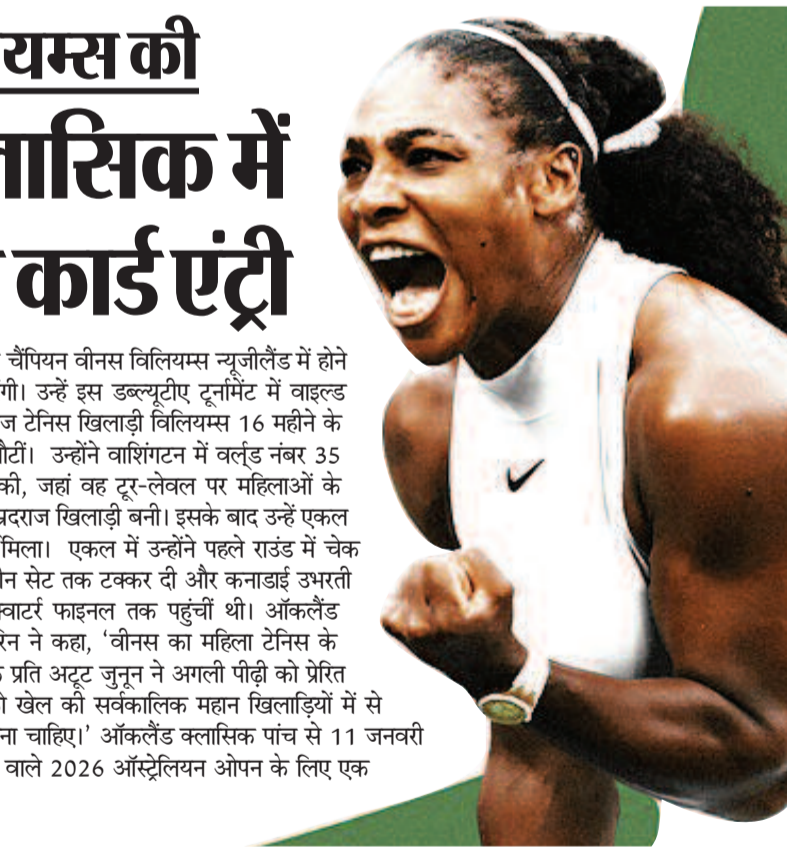 यम्स की
लासिक में
कार्ड एंट्री
चैंपियन वीनस विलियम्स न्यूजीलैंड में होने
गी। उन्हें इस डब्ल्यूटीए टूर्नामेंट में वाइल्ड
ज टेनिस खिलाड़ी विलियम्स 16 महीने के
ौटीं। उन्होंने वाशिंगटन में वर्ल्ड नंबर 35
की, जहां वह टूर-लेवल पर महिलाओं के
म्रदराज खिलाड़ी बनी। इसके बाद उन्हें एकल
मिला। एकल में उन्होंने पहले राउंड में चेक
ीन सेट तक टक्कर दी और कनाडाई उभरती
क्वाटर्र फाइनल तक पहुंचीं थी। ऑकलैंड
रिन ने कहा, ‘वीनस का महिला टेनिस के
प्रति अटूट जुनून ने अगली पीढ़ी को प्रेरित
खेल की सर्वकालिक महान खिलाड़ियों में से
ना चाहिए।’ ऑकलैंड क्लासिक पांच से 11 जनवरी
वाले 2026 ऑस्ट्रेलियन ओपन के लिए एक